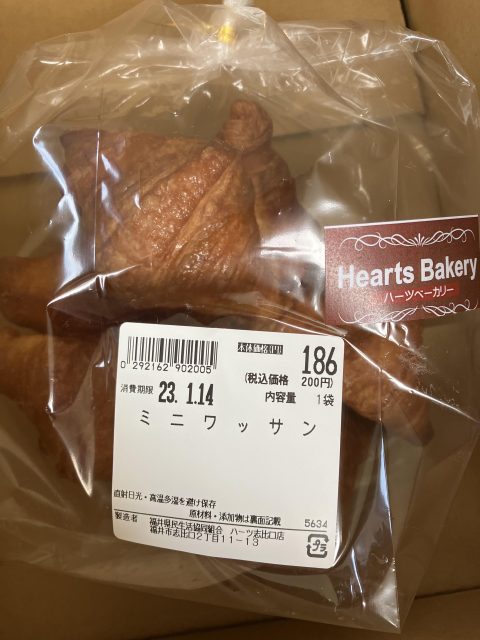 Hearts Bakery
ハーツベーカリー
本体価格(円) 186
(税込価格 200円)
内容量 1袋
0 292162 902005
消費期限 23. 1.14
ミニワッサン
直射日光・高温多湿を避け保存
原材料・添加物は裏面記載
製造者 福井県民生活協同組合 ハーツ志比口店
福井市志比口2丁目11-13
5634
プラ